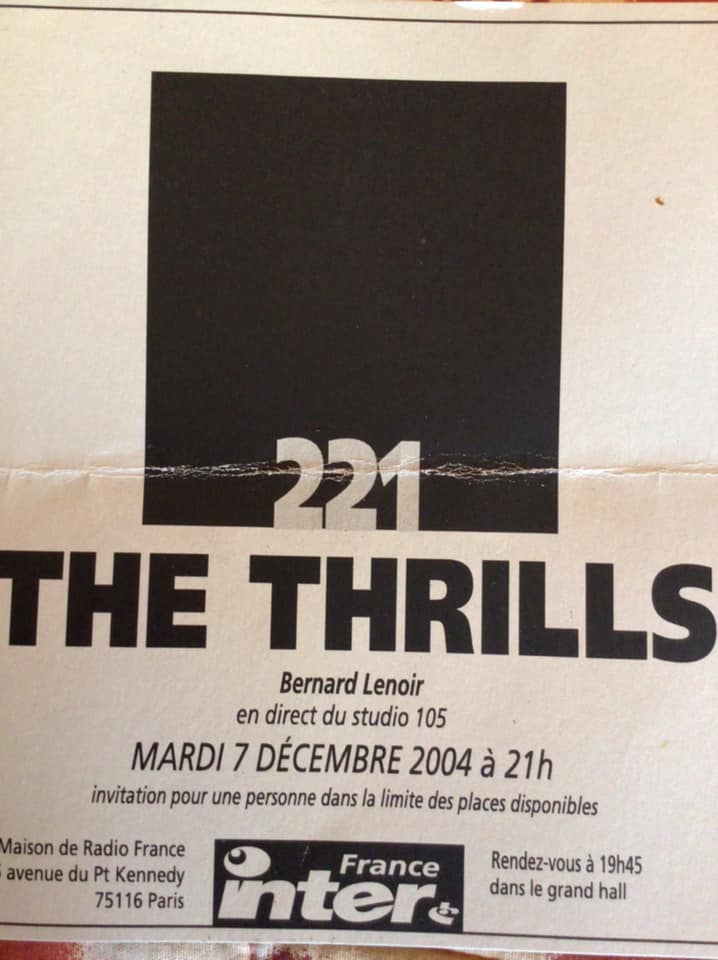 221
THE THRILLS
Bernard Lenoir
en direct du studio 105
MARDI 7 DÉCEMBRE 2004 à 21h
invitation pour une personne dans la limite des places disponibles
Maison de Radio France
avenue du Pt Kennedy
75116 Paris
France
inter
Rendez-vous à 19h45
dans le grand hall